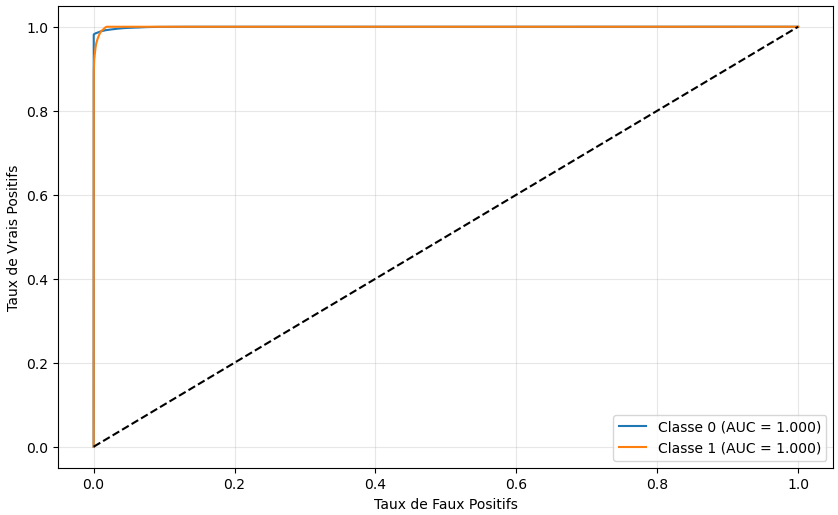 1.0
0.8
0.6
0.4
0.2
0.0
Taux de Vrais Positifs
Classe 0 (AUC = 1.000)
Classe 1 (AUC = 1.000)
0.0 0.2 0.4 0.6 0.8 1.0
Taux de Faux Positifs